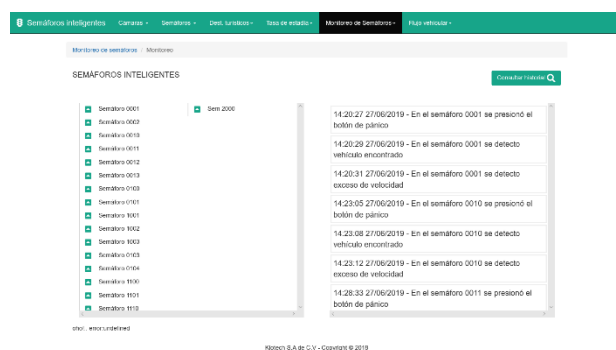 Semáforos inteligentes Cámaras Semáforos Dest. turísticos Tasa de estadía Monitoreo de Semáforos Flujo vehicular
Monitoreo de semáforos / Monitoreo
SEMÁFOROS INTELIGENTES
Consultar historial
Semáforo 0001
Semáforo 0002
Semáforo 0010
Semáforo 0011
Semáforo 0012
Semáforo 0013
Semáforo 0100
Semáforo 0101
Semáforo 1001
Semáforo 1002
Semáforo 1003
Semáforo 0103
Semáforo 0104
Semáforo 1100
Semáforo 1101
Semáforo 1110
Sem 2000
14:20:27 27/06/2019 - En el semáforo 0001 se presionó el
botón de pánico
14:20:29 27/06/2019 - En el semáforo 0001 se detecto
vehículo encontrado
14:20:31 27/06/2019 - En el semáforo 0001 se detecto
exceso de velocidad
14:23:05 27/06/2019 - En el semáforo 0010 se presionó el
botón de pánico
14:23:08 27/06/2019 - En el semáforo 0010 se detecto
vehículo encontrado
14:23:12 27/06/2019 - En el semáforo 0010 se detecto
exceso de velocidad
14:28:33 27/06/2019 - En el semáforo 0011 se presionó el
botón de pánico
error:undefined
S.A de C.V - Copyright © 2019